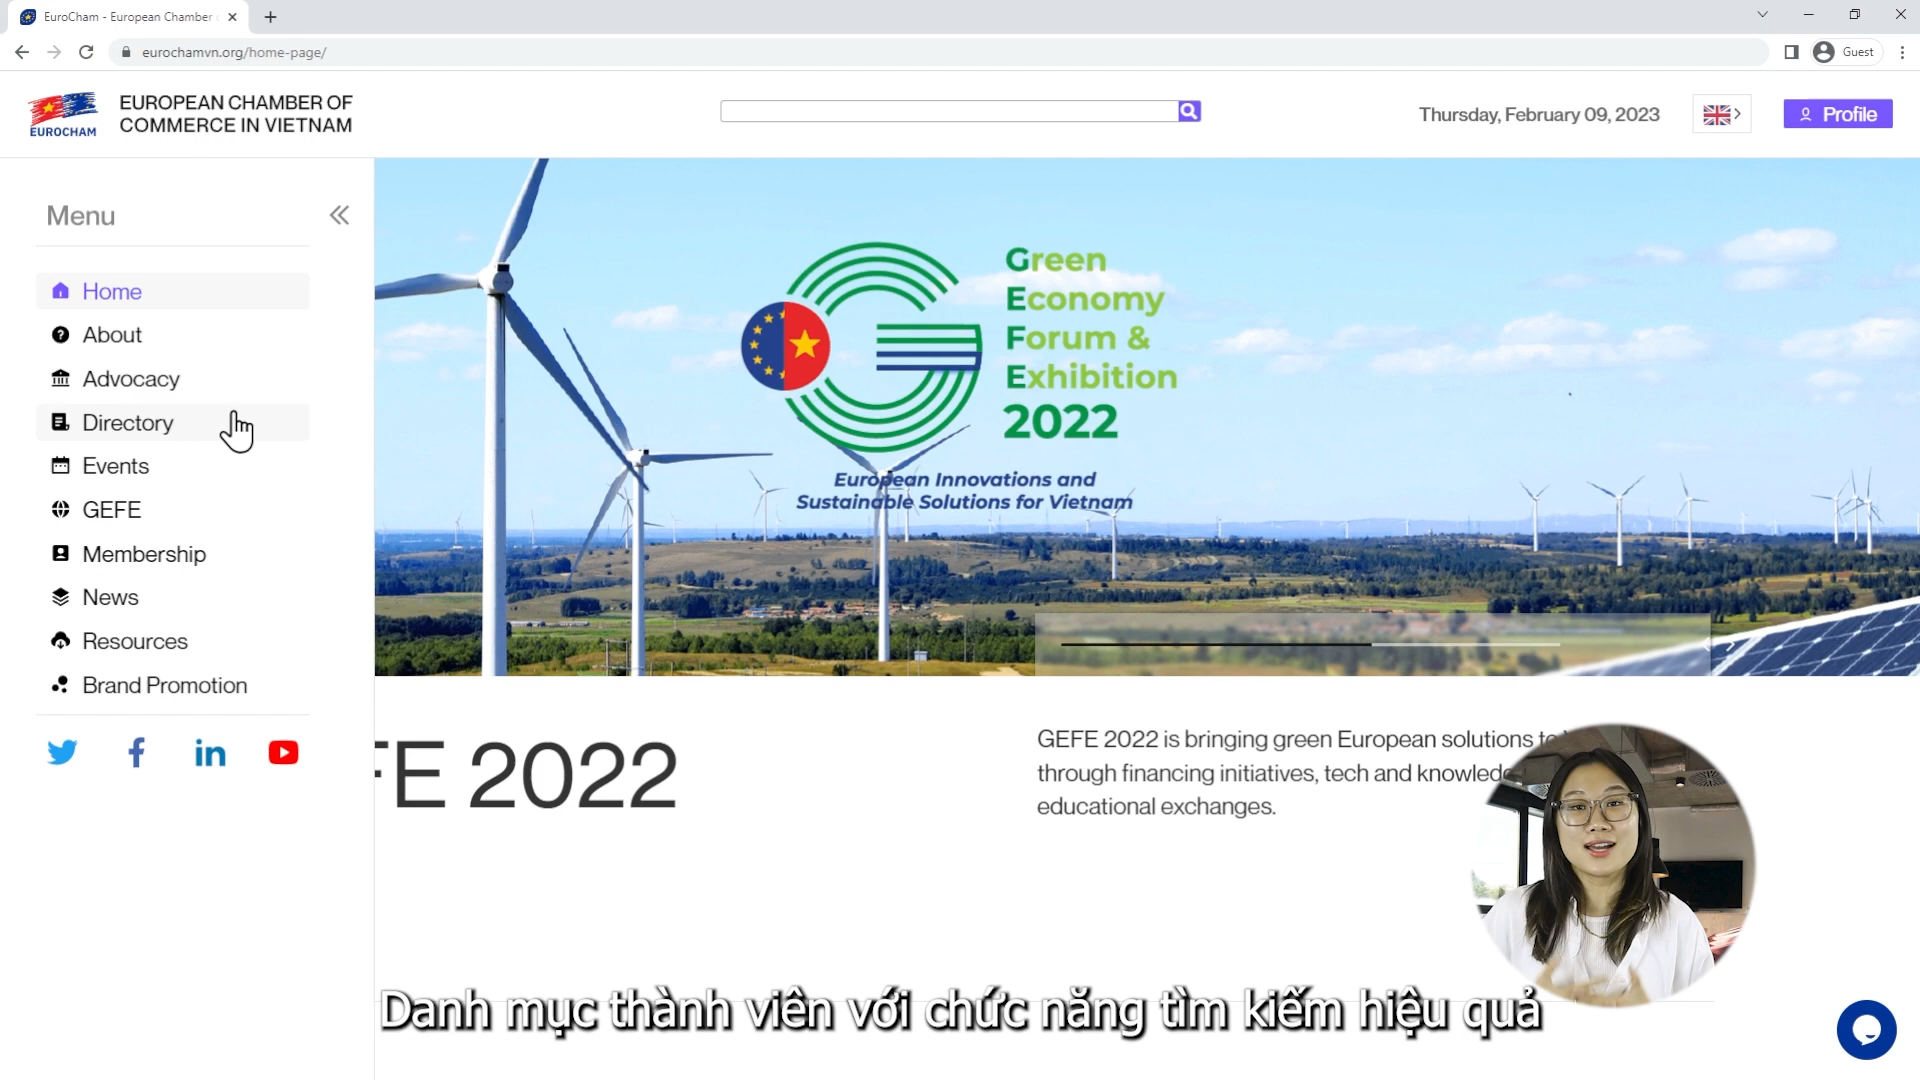 EuroCham - European Chamber
eurochamvn.org/home-page/
Guest
EUROCHAM
EUROPEAN CHAMBER OF
COMMERCE IN VIETNAM
Thursday, February 09, 2023
Profile
Menu
Home
About
Advocacy
Directory
Events
GEFE
Membership
News
Resources
Brand Promotion
Green
Economy
Forum &
Exhibition
2022
European Innovations and
Sustainable Solutions for Vietnam
FE 2022
GEFE 2022 is bringing green European solutions
through financing initiatives, tech and
educational exchanges.
Danh mục thành viên với chức năng tìm kiếm hiệu quả